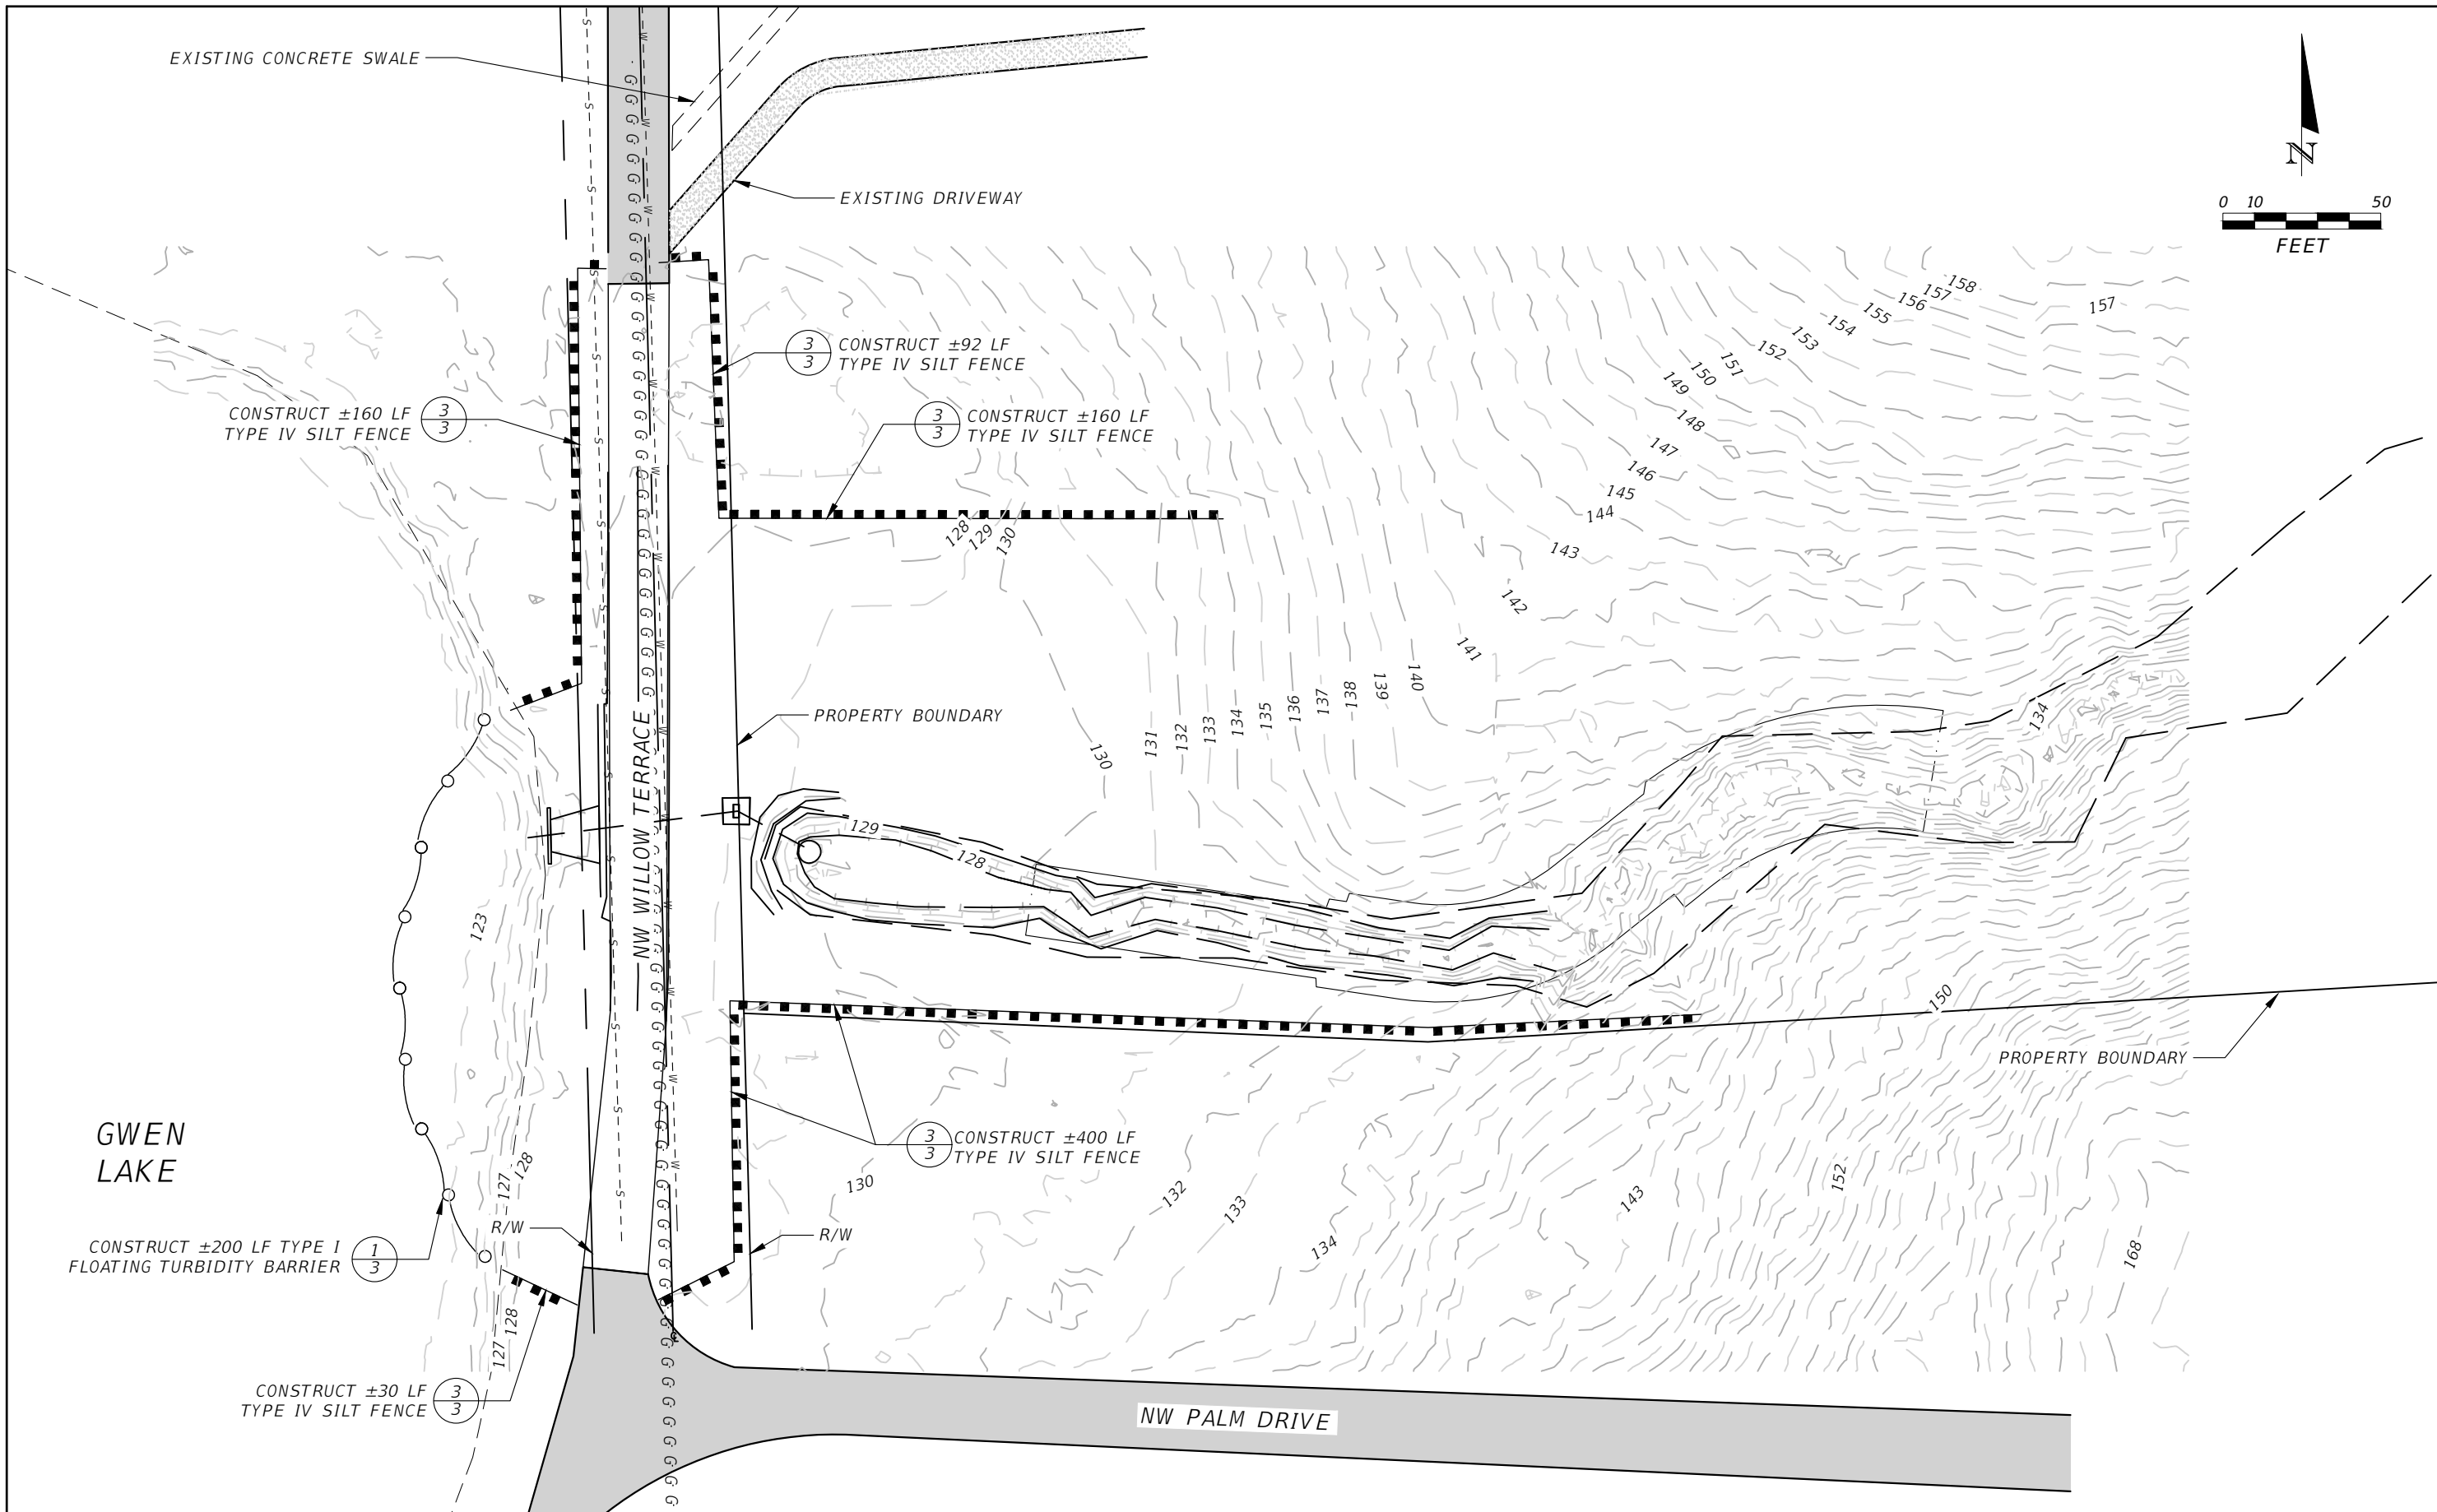 EXISTING CONCRETE SWALE
EXISTING DRIVEWAY
N
0 10 50
FEET
158
157
156
155
154
153
152
151
150
149
148
147
146
145
144
143
142
141
140
139
138
137
136
135
134
133
132
131
130
157
3
3
CONSTRUCT ±92 LF
TYPE IV SILT FENCE
3
3
CONSTRUCT ±160 LF
TYPE IV SILT FENCE
CONSTRUCT ±160 LF
TYPE IV SILT FENCE
3
3
128
129
130
PROPERTY BOUNDARY
NW WILLOW TERRACE
129
128
134
123
150
PROPERTY BOUNDARY
GWEN
LAKE
3
3
CONSTRUCT ±400 LF
TYPE IV SILT FENCE
127
128
130
132
133
134
143
152
168
R/W
R/W
CONSTRUCT ±200 LF TYPE I
FLOATING TURBIDITY BARRIER
1
3
127
128
CONSTRUCT ±30 LF
TYPE IV SILT FENCE
3
3
NW PALM DRIVE